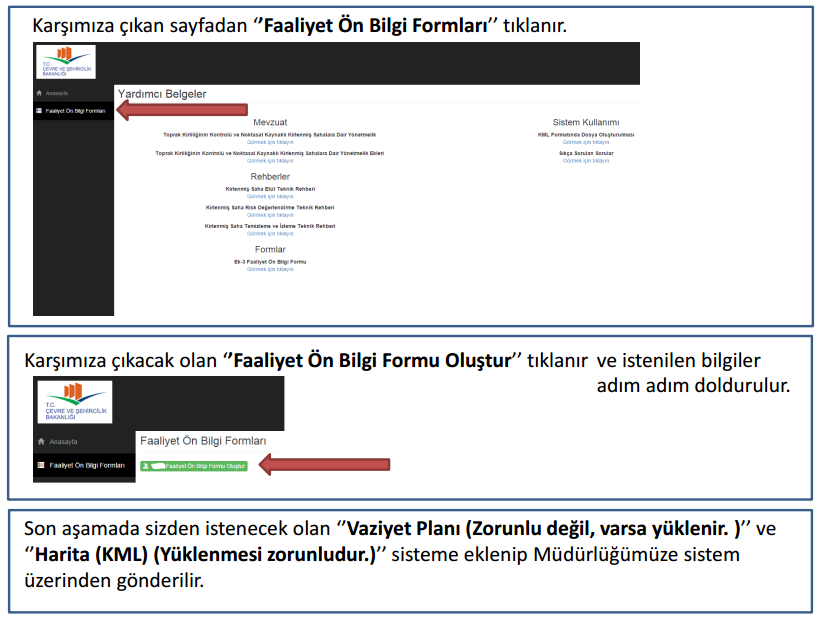 Karşımıza çıkan sayfadan ‘’Faaliyet Ön Bilgi Formları’’ tıklanır.
T.C.
ÇEVRE VE ŞEHİRCİLİK
BAKANLIĞI
Anasayfa
Faaliyet Ön Bilgi Formları
Yardımcı Belgeler
Mevzuat
Toprak Kirliliğinin Kontrolü ve Noktasal Kaynaklı Kirlenmiş Sahalara Dair Yönetmelik
Görmek için tıklayın
Toprak Kirliliğinin Kontrolü ve Noktasal Kaynaklı Kirlenmiş Sahalara Dair Yönetmelik Ekleri
Görmek için tıklayın
Rehberler
Kirlenmiş Saha Etüt Teknik Rehberi
Görmek için tıklayın
Kirlenmiş Saha Risk Değerlendirme Teknik Rehberi
Görmek için tıklayın
Kirlenmiş Saha Temizleme ve İzleme Teknik Rehberi
Görmek için tıklayın
Formlar
Ek-3 Faaliyet Ön Bilgi Formu
Görmek için tıklayın
Sistem Kullanımı
KML Formatında Dosya Oluşturulması
Görmek için tıklayın
Sıkça Sorulan Sorular
Görmek için tıklayın
Karşımıza çıkacak olan ‘’Faaliyet Ön Bilgi Formu Oluştur’’ tıklanır ve istenilen bilgiler
adım adım doldurulur.
T.C.
ÇEVRE VE ŞEHİRCİLİK
BAKANLIĞI
Anasayfa
Faaliyet Ön Bilgi Formları
Faaliyet Ön Bilgi Formları
Faaliyet Ön Bilgi Formu Oluştur
Son aşamada sizden istenecek olan ‘’Vaziyet Planı (Zorunlu değil, varsa yüklenir. )’’ ve
‘’Harita (KML) (Yüklenmesi zorunludur.)’’ sisteme eklenip Müdürlüğümüze sistem
üzerinden gönderilir.